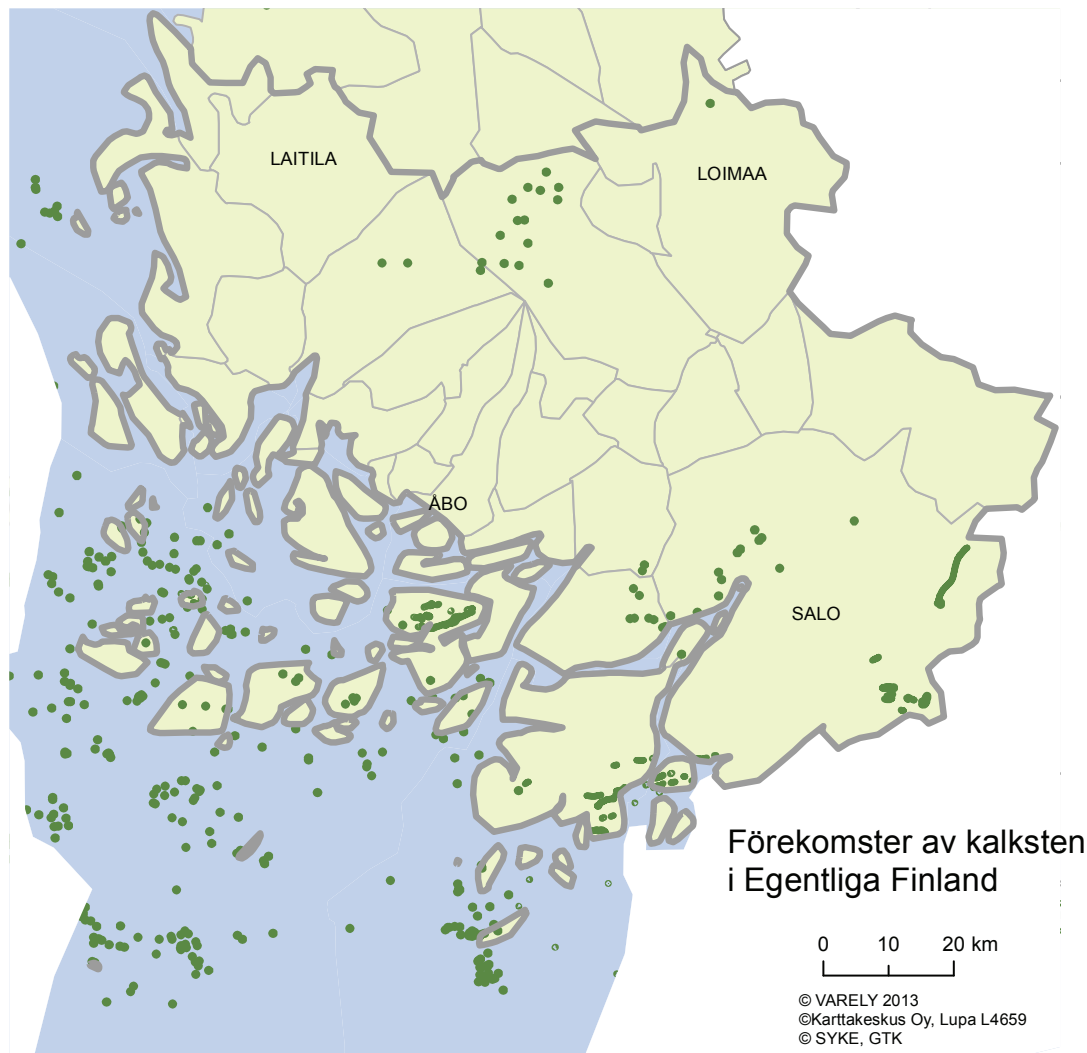 LAITILA
LOIMAA
ÅBO
SALO
Förekomster av kalksten
i Egentliga Finland
0 10 20 km
© VARELY 2013
©Karttakeskus Oy, Lupa L4659
© SYKE, GTK